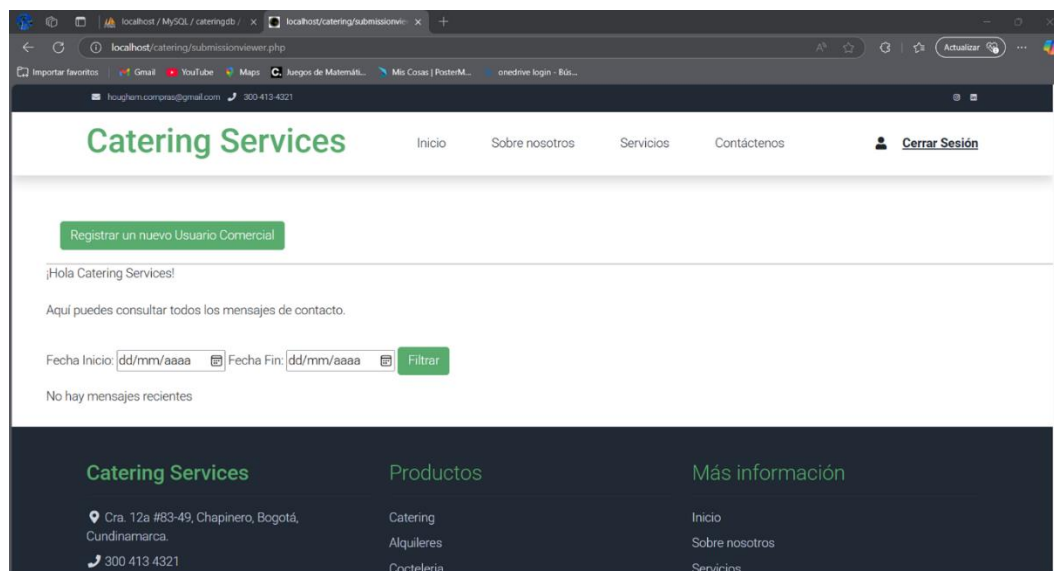 localhost / MySQL / cateringdb /
localhost/catering/submissionvie
localhost/catering/submissionviewer.php
Actualizar
Importar favoritos Gmail YouTube Maps Juegos de Matemáti... Mis Cosas | PosterM... onedrive login - Bús...
hougham.compras@gmail.com 300-413-4321
Catering Services Inicio Sobre nosotros Servicios Contáctenos Cerrar Sesión
Registrar un nuevo Usuario Comercial
¡Hola Catering Services!
Aquí puedes consultar todos los mensajes de contacto.
Fecha Inicio: dd/mm/aaaa Fecha Fin: dd/mm/aaaa Filtrar
No hay mensajes recientes
Catering Services Productos Más información
Cra. 12a #83-49, Chapinero, Bogotá, Catering Inicio
Cundinamarca.
Alquileres Sobre nosotros
300 413 4321
Cocteleria Servicios